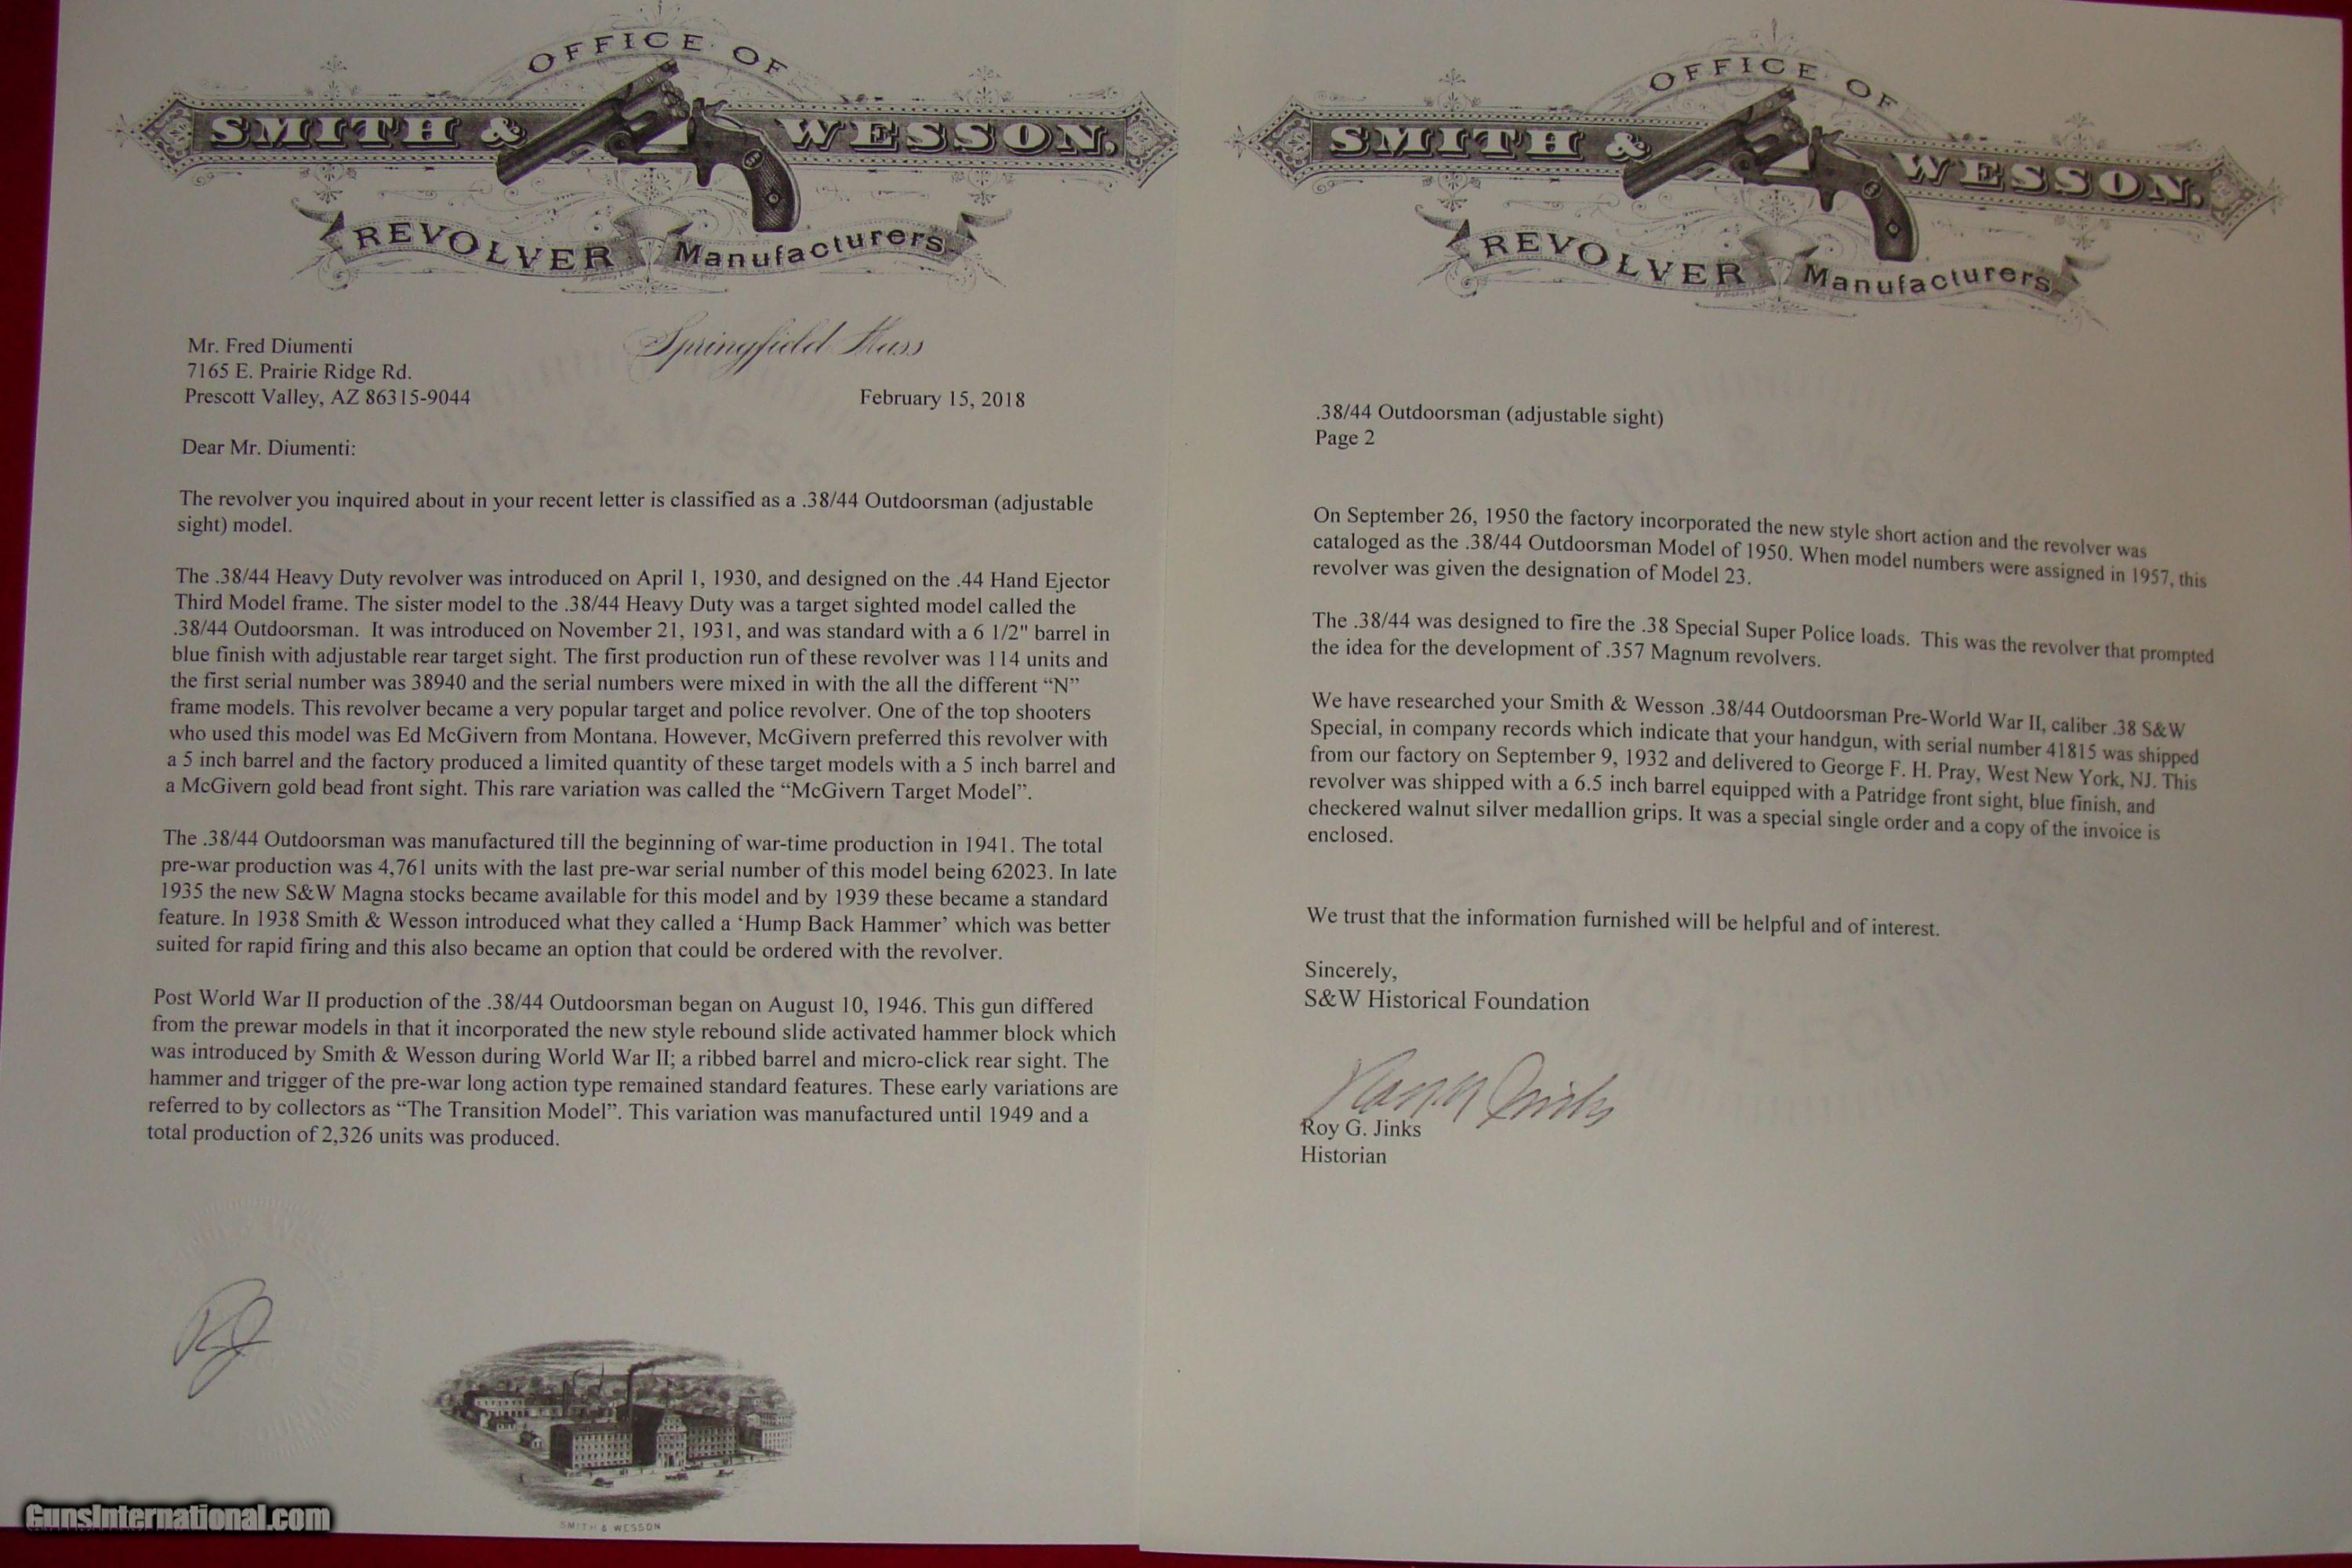 OFFICE OF
SMITH & WESSON.
REVOLVER Manufacturers
Springfield Mass
Mr. Fred Diumenti
7165 E. Prairie Ridge Rd.
Prescott Valley, AZ 86315-9044
February 15, 2018
Dear Mr. Diumenti:
The revolver you inquired about in your recent letter is classified as a .38/44 Outdoorsman (adjustable
sight) model.
The .38/44 Heavy Duty revolver was introduced on April 1, 1930, and designed on the .44 Hand Ejector
Third Model frame. The sister model to the .38/44 Heavy Duty was a target sighted model called the
.38/44 Outdoorsman. It was introduced on November 21, 1931, and was standard with a 6 1/2" barrel in
blue finish with adjustable rear target sight. The first production run of these revolver was 114 units and
the first serial number was 38940 and the serial numbers were mixed in with the all the different “N”
frame models. This revolver became a very popular target and police revolver. One of the top shooters
who used this model was Ed McGivern from Montana. However, McGivern preferred this revolver with
a 5 inch barrel and the factory produced a limited quantity of these target models with a 5 inch barrel and
a McGivern gold bead front sight. This rare variation was called the “McGivern Target Model”.
The .38/44 Outdoorsman was manufactured till the beginning of war-time production in 1941. The total
pre-war production was 4,761 units with the last pre-war serial number of this model being 62023. In late
1935 the new S&W Magna stocks became available for this model and by 1939 these became a standard
feature. In 1938 Smith & Wesson introduced what they called a ‘Hump Back Hammer’ which was better
suited for rapid firing and this also became an option that could be ordered with the revolver.
Post World War II production of the .38/44 Outdoorsman began on August 10, 1946. This gun differed
from the prewar models in that it incorporated the new style rebound slide activated hammer block which
was introduced by Smith & Wesson during World War II; a ribbed barrel and micro-click rear sight. The
hammer and trigger of the pre-war long action type remained standard features. These early variations are
referred to by collectors as “The Transition Model”. This variation was manufactured until 1949 and a
total production of 2,326 units was produced.
SMITH & WESSON
GunsInternational.com
OFFICE OF
SMITH & WESSON.
REVOLVER Manufacturers
.38/44 Outdoorsman (adjustable sight)
Page 2
On September 26, 1950 the factory incorporated the new style short action and the revolver was
cataloged as the .38/44 Outdoorsman Model of 1950. When model numbers were assigned in 1957, this
revolver was given the designation of Model 23.
The .38/44 was designed to fire the .38 Special Super Police loads. This was the revolver that prompted
the idea for the development of .357 Magnum revolvers.
We have researched your Smith & Wesson .38/44 Outdoorsman Pre-World War II, caliber .38 S&W
Special, in company records which indicate that your handgun, with serial number 41815 was shipped
from our factory on September 9, 1932 and delivered to George F. H. Pray, West New York, NJ. This
revolver was shipped with a 6.5 inch barrel equipped with a Patridge front sight, blue finish, and
checkered walnut silver medallion grips. It was a special single order and a copy of the invoice is
enclosed.
We trust that the information furnished will be helpful and of interest.
Sincerely,
S&W Historical Foundation
Roy G. Jinks
Historian